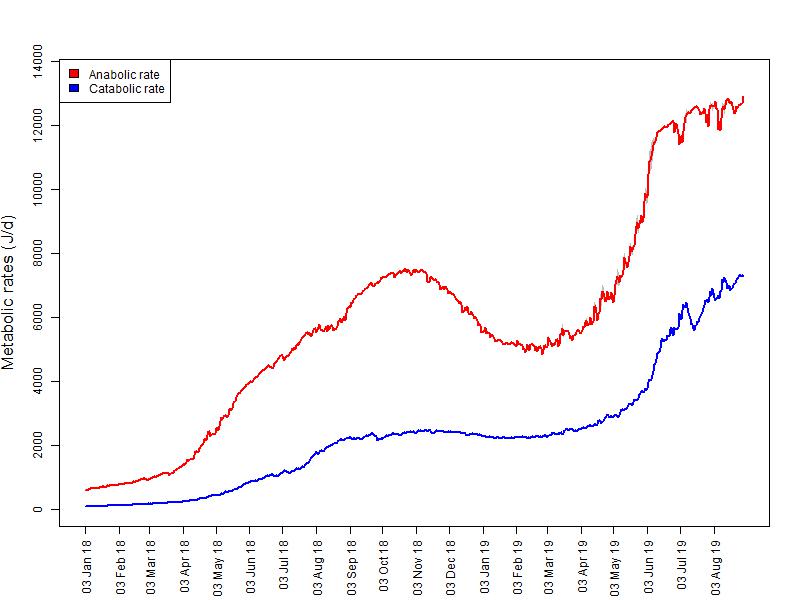 Anabolic rate
Catabolic rate
Metabolic rates (J/d)
14000
12000
10000
8000
6000
4000
2000
0
03 Jan 18
03 Feb 18
03 Mar 18
03 Apr 18
03 May 18
03 Jun 18
03 Jul 18
03 Aug 18
03 Sep 18
03 Oct 18
03 Nov 18
03 Dec 18
03 Jan 19
03 Feb 19
03 Mar 19
03 Apr 19
03 May 19
03 Jun 19
03 Jul 19
03 Aug 19